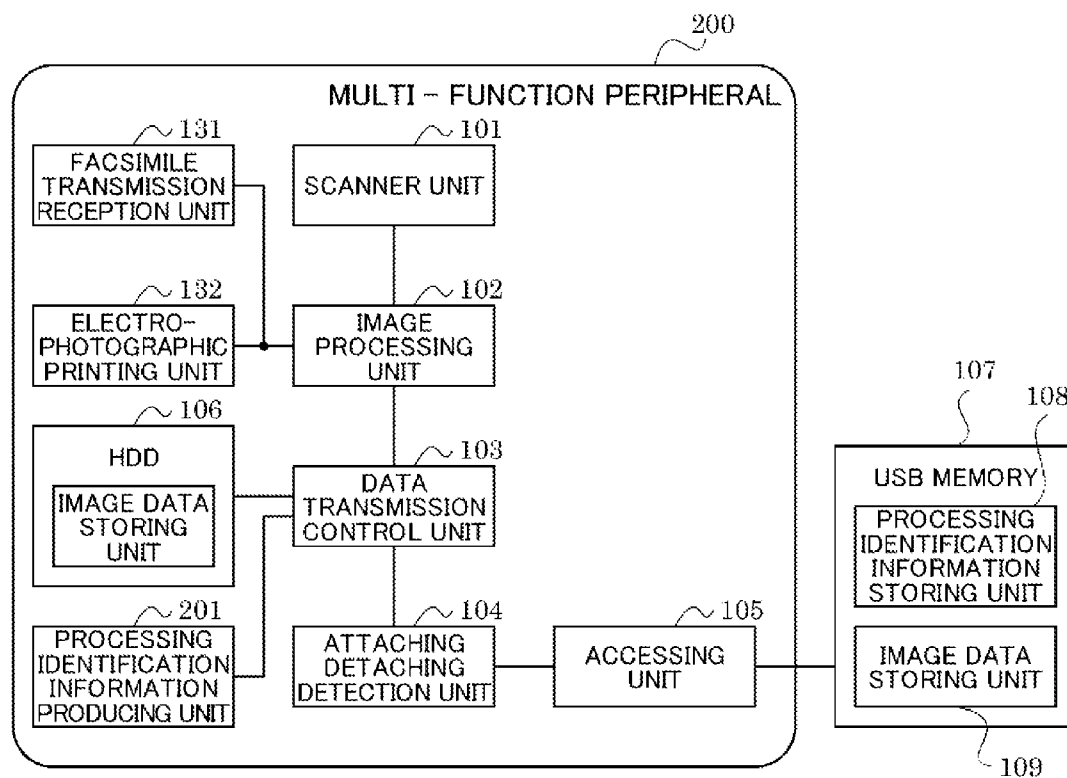 200
MULTI – FUNCTION PERIPHERAL
131
FACSIMILE
TRANSMISSION
RECEPTION UNIT
101
SCANNER UNIT
132
ELECTRO-
PHOTOGRAPHIC
PRINTING UNIT
102
IMAGE
PROCESSING
UNIT
106
HDD
IMAGE DATA
STORING
UNIT
103
DATA
TRANSMISSION
CONTROL UNIT
107
108
USB MEMORY
PROCESSING
IDENTIFICATION
INFORMATION
STORING UNIT
201
PROCESSING
IDENTIFICATION
INFORMATION
PRODUCING UNIT
104
ATTACHING
DETACHING
DETECTION UNIT
105
ACCESSING
UNIT
IMAGE DATA
STORING UNIT
109